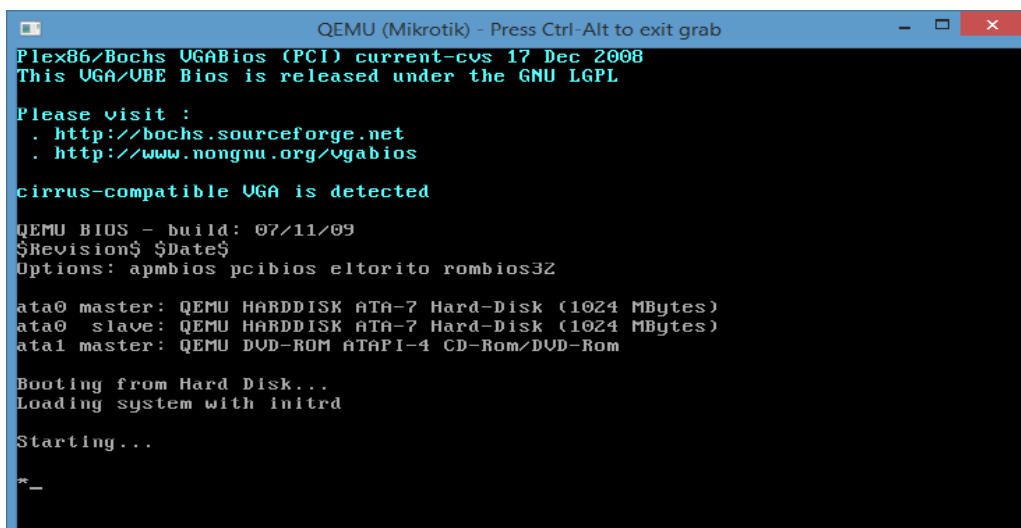 QEMU (Mikrotik) - Press Ctrl-Alt to exit grab
Plex86/Bochs VGABios (PCI) current-cvs 17 Dec 2008
This VGA/VBE Bios is released under the GNU LGPL
Please visit :
. http://bochs.sourceforge.net
. http://www.nongnu.org/vgabios
cirrus-compatible VGA is detected
QEMU BIOS - build: 07/11/09
$Revision$ $Date$
Options: apmbios pcibios eltorito rombios32
ata0 master: QEMU HARDDISK ATA-7 Hard-Disk (1024 MBytes)
ata0  slave: QEMU HARDDISK ATA-7 Hard-Disk (1024 MBytes)
ata1 master: QEMU DVD-ROM ATAPI-4 CD-Rom/DVD-Rom
Booting from Hard Disk...
Loading system with initrd
Starting...
*_